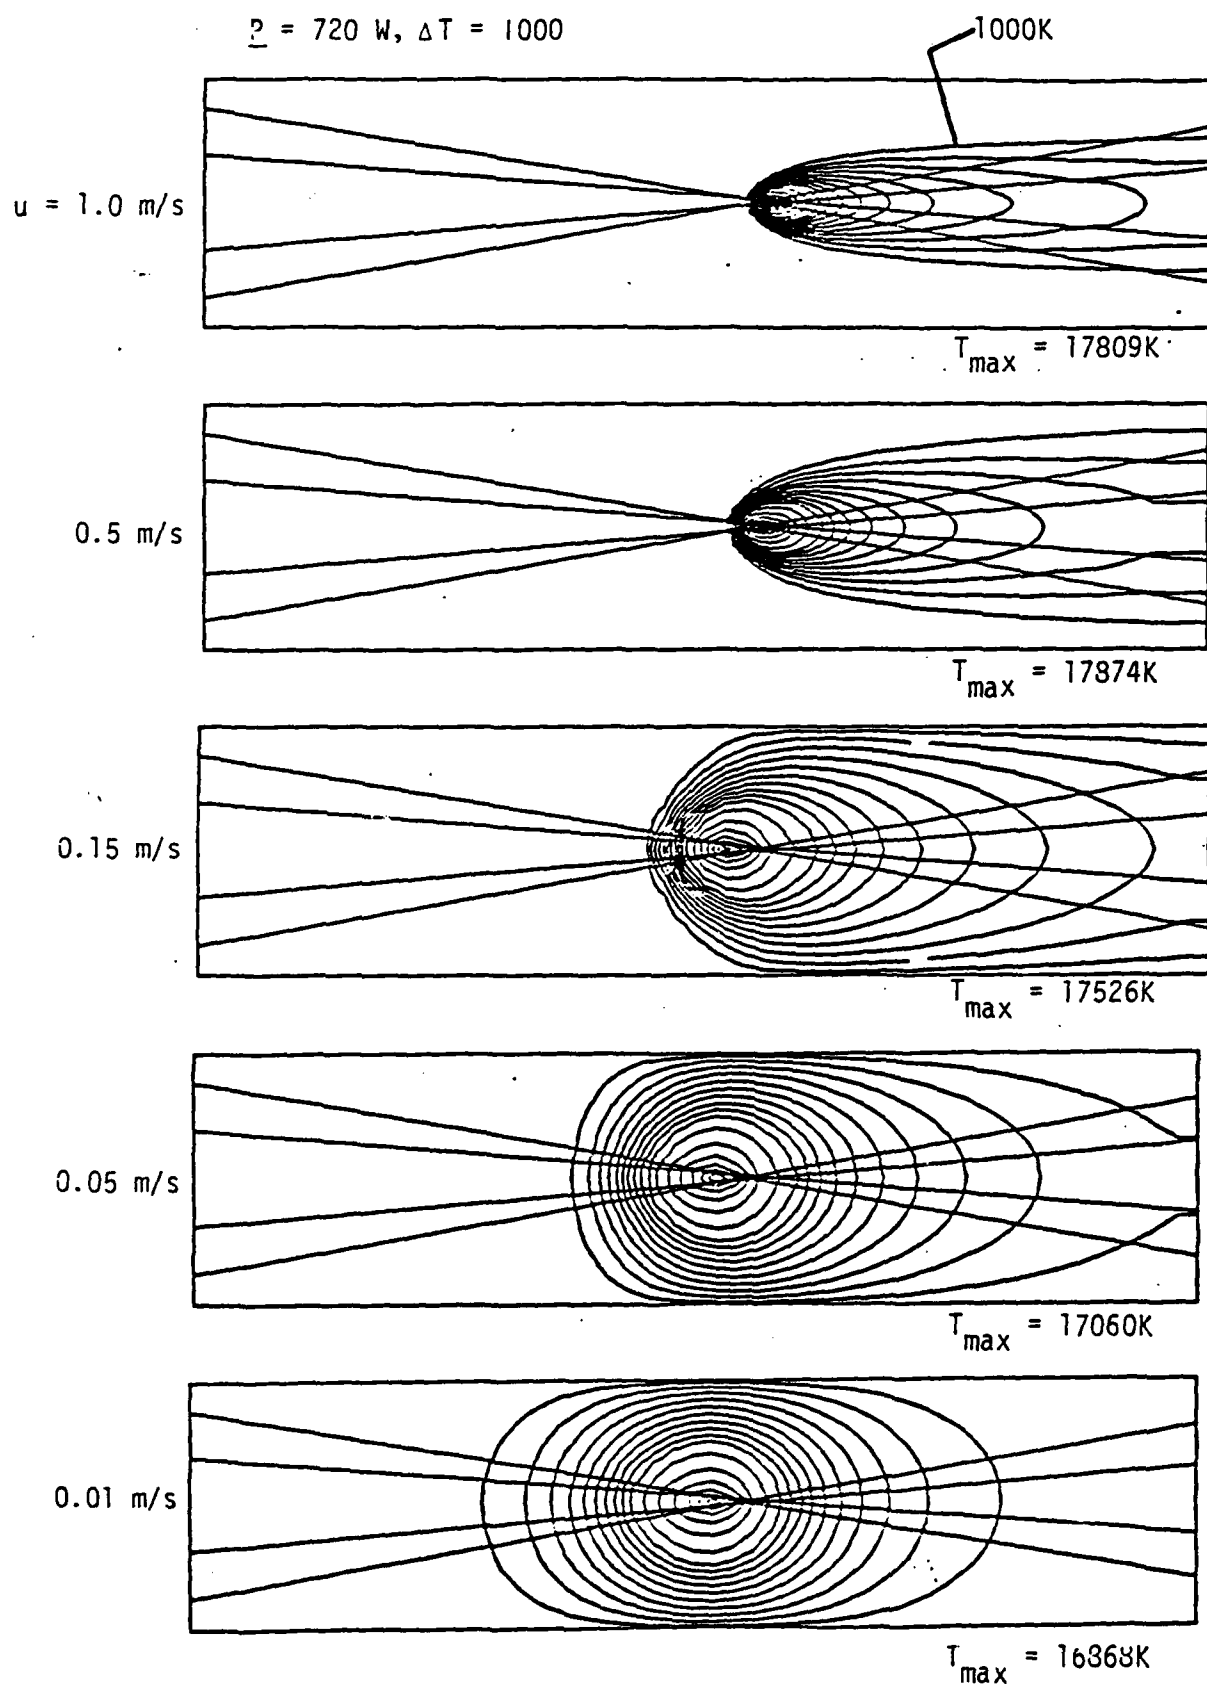 P = 720 W, ΔT = 1000
1000K
u = 1.0 m/s
T_max = 17809K
0.5 m/s
T_max = 17874K
0.15 m/s
T_max = 17526K
0.05 m/s
T_max = 17060K
0.01 m/s
T_max =